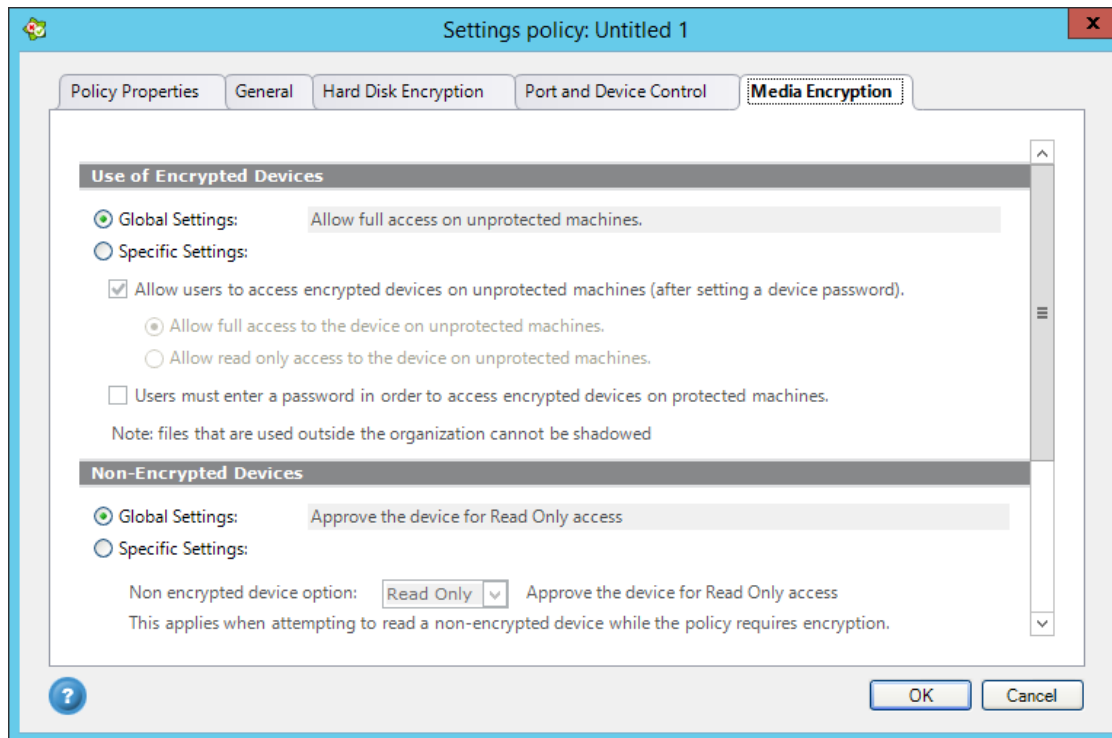 Settings policy: Untitled 1
x
Policy Properties General Hard Disk Encryption Port and Device Control Media Encryption
Use of Encrypted Devices
Global Settings: Allow full access on unprotected machines.
Specific Settings:
Allow users to access encrypted devices on unprotected machines (after setting a device password).
Allow full access to the device on unprotected machines.
Allow read only access to the device on unprotected machines.
Users must enter a password in order to access encrypted devices on protected machines.
Note: files that are used outside the organization cannot be shadowed
Non-Encrypted Devices
Global Settings: Approve the device for Read Only access
Specific Settings:
Non encrypted device option: Read Only Approve the device for Read Only access
This applies when attempting to read a non-encrypted device while the policy requires encryption.
? OK Cancel